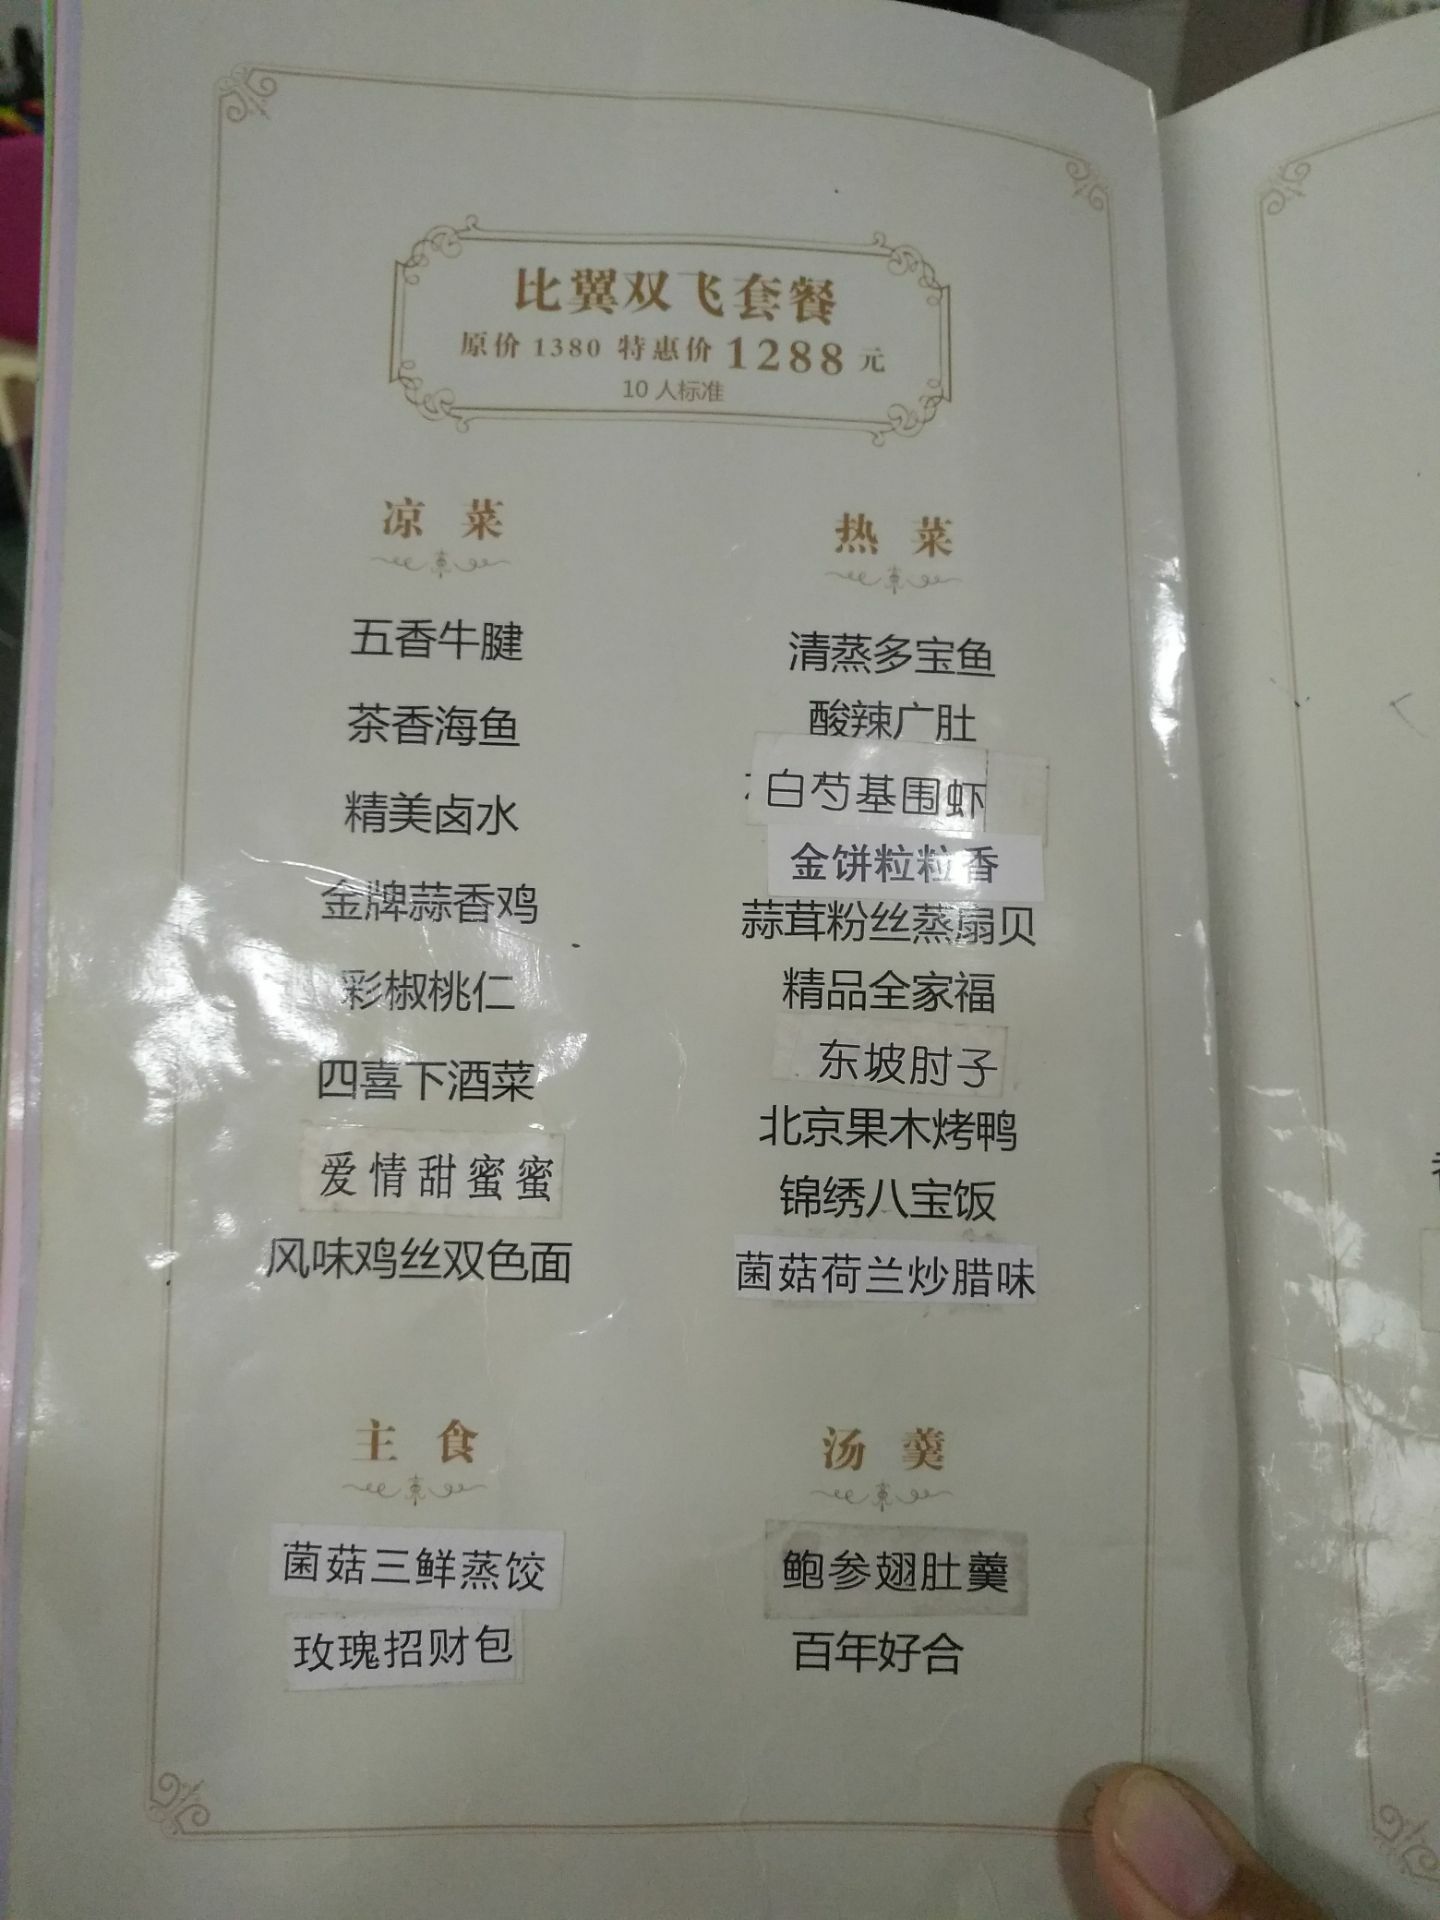 比翼双飞套餐
原价 1380 特惠价 1288 元
10 人标准
凉菜
五香牛腱
茶香海鱼
精美卤水
金牌蒜香鸡
彩椒桃仁
四喜下酒菜
爱情甜蜜蜜
风味鸡丝双色面
热菜
清蒸多宝鱼
酸辣广肚
白芍基围虾
金饼粒粒香
蒜茸粉丝蒸扇贝
精品全家福
东坡肘子
北京果木烤鸭
锦绣八宝饭
菌菇荷兰炒腊味
主食
菌菇三鲜蒸饺
玫瑰招财包
汤羹
鲍参翅肚羹
百年好合